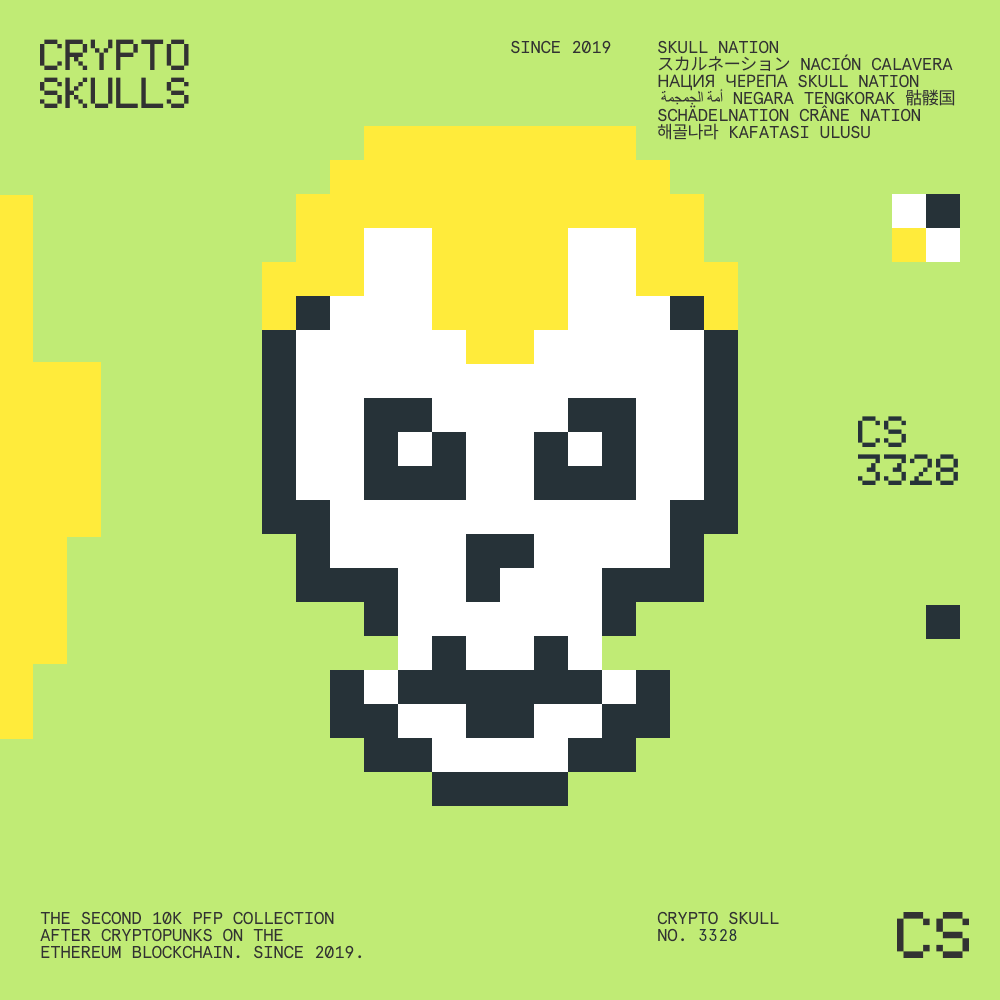 CRYPTO
SKULLS
SINCE 2019
SKULL NATION
スカルネーション NACIÓN CALAVERA
НАЦИЯ ЧЕРЕПА SKULL NATION
أمة الجمجمة NEGARA TENGKORAK 骷髅国
SCHÄDELNATION CRÂNE NATION
해골나라 KAFATASI ULUSU
CS
3328
THE SECOND 10K PFP COLLECTION
AFTER CRYPTOPUNKS ON THE
ETHEREUM BLOCKCHAIN. SINCE 2019.
CRYPTO SKULL
NO. 3328
CS